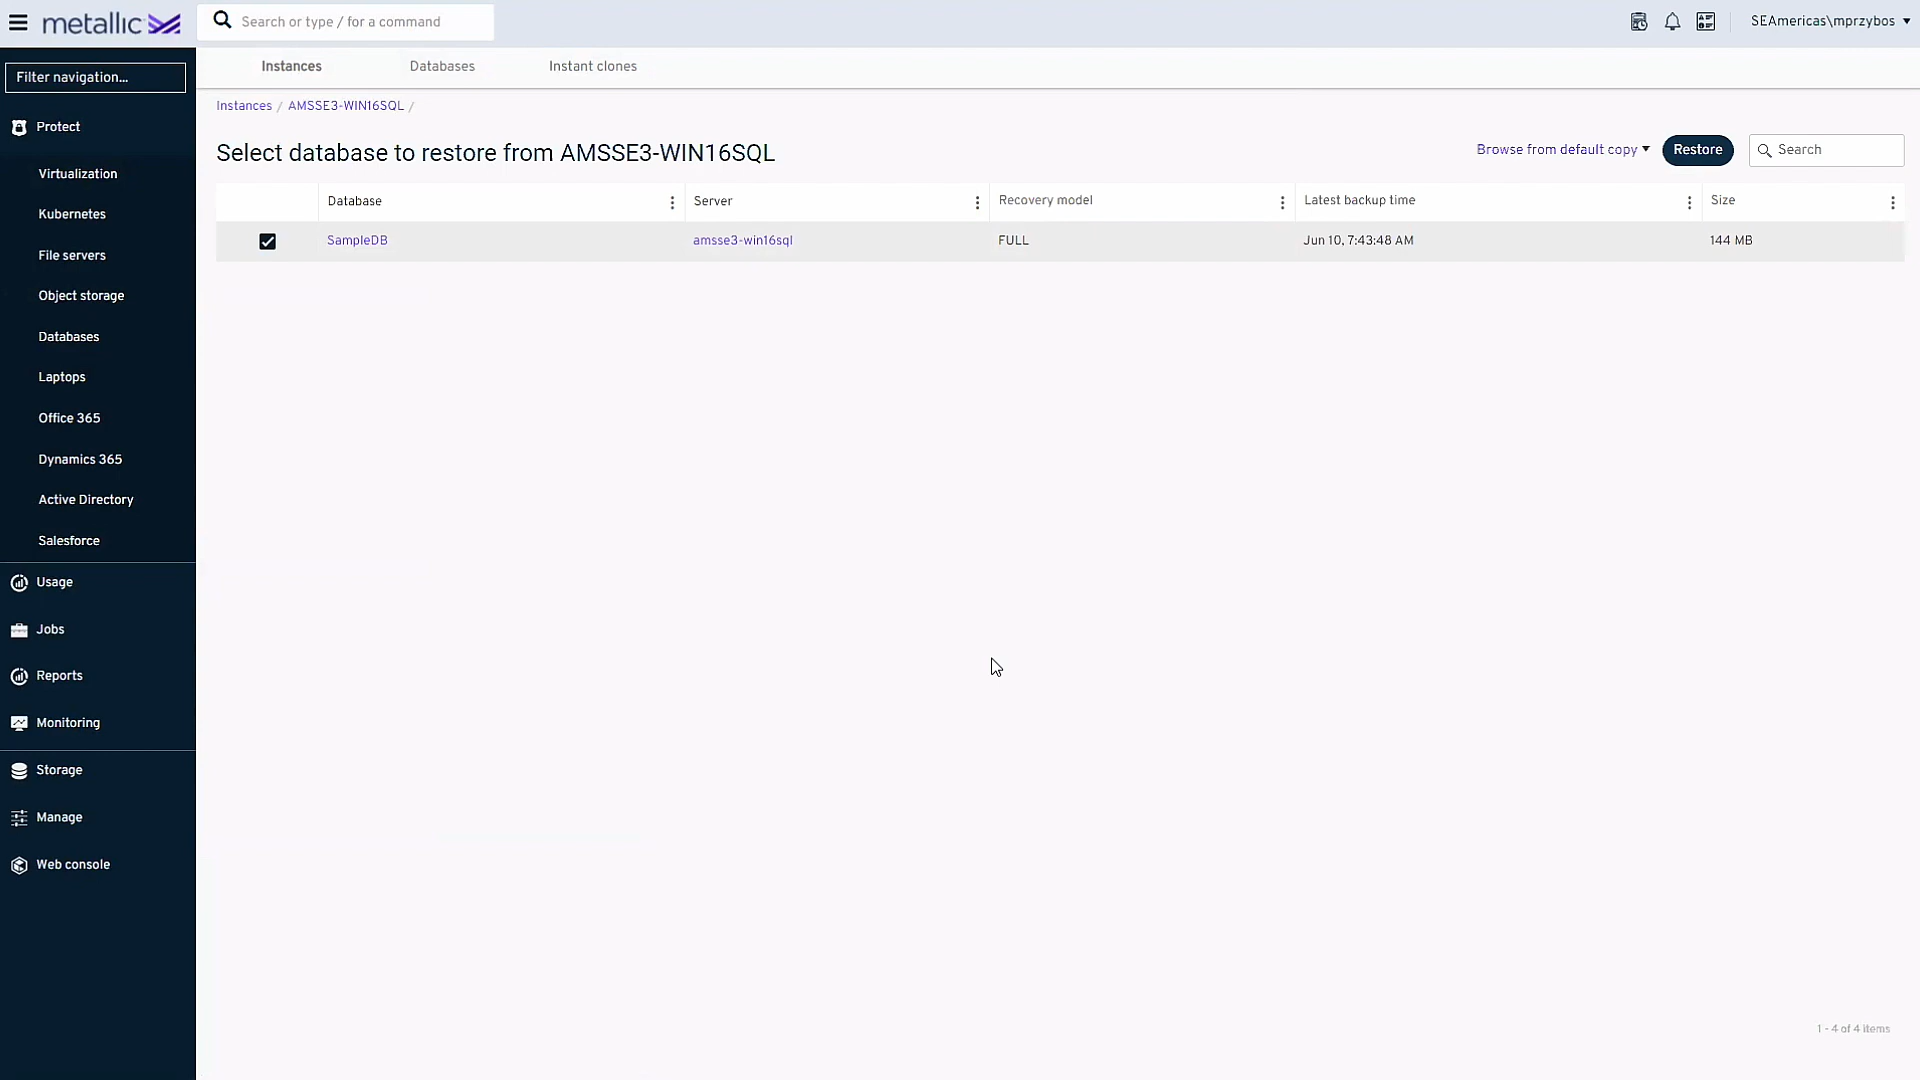 metallic
Search or type / for a command
SEAmericas\mprzybos
Filter navigation...
Instances
Databases
Instant clones
Instances / AMSSE3-WIN16SQL /
Select database to restore from AMSSE3-WIN16SQL
Browse from default copy
Restore
Search
Database
Server
Recovery model
Latest backup time
Size
SampleDB
amsse3-win16sql
FULL
Jun 10, 7:43:48 AM
144 MB
Protect
Virtualization
Kubernetes
File servers
Object storage
Databases
Laptops
Office 365
Dynamics 365
Active Directory
Salesforce
Usage
Jobs
Reports
Monitoring
Storage
Manage
Web console
1 - 4 of 4 items